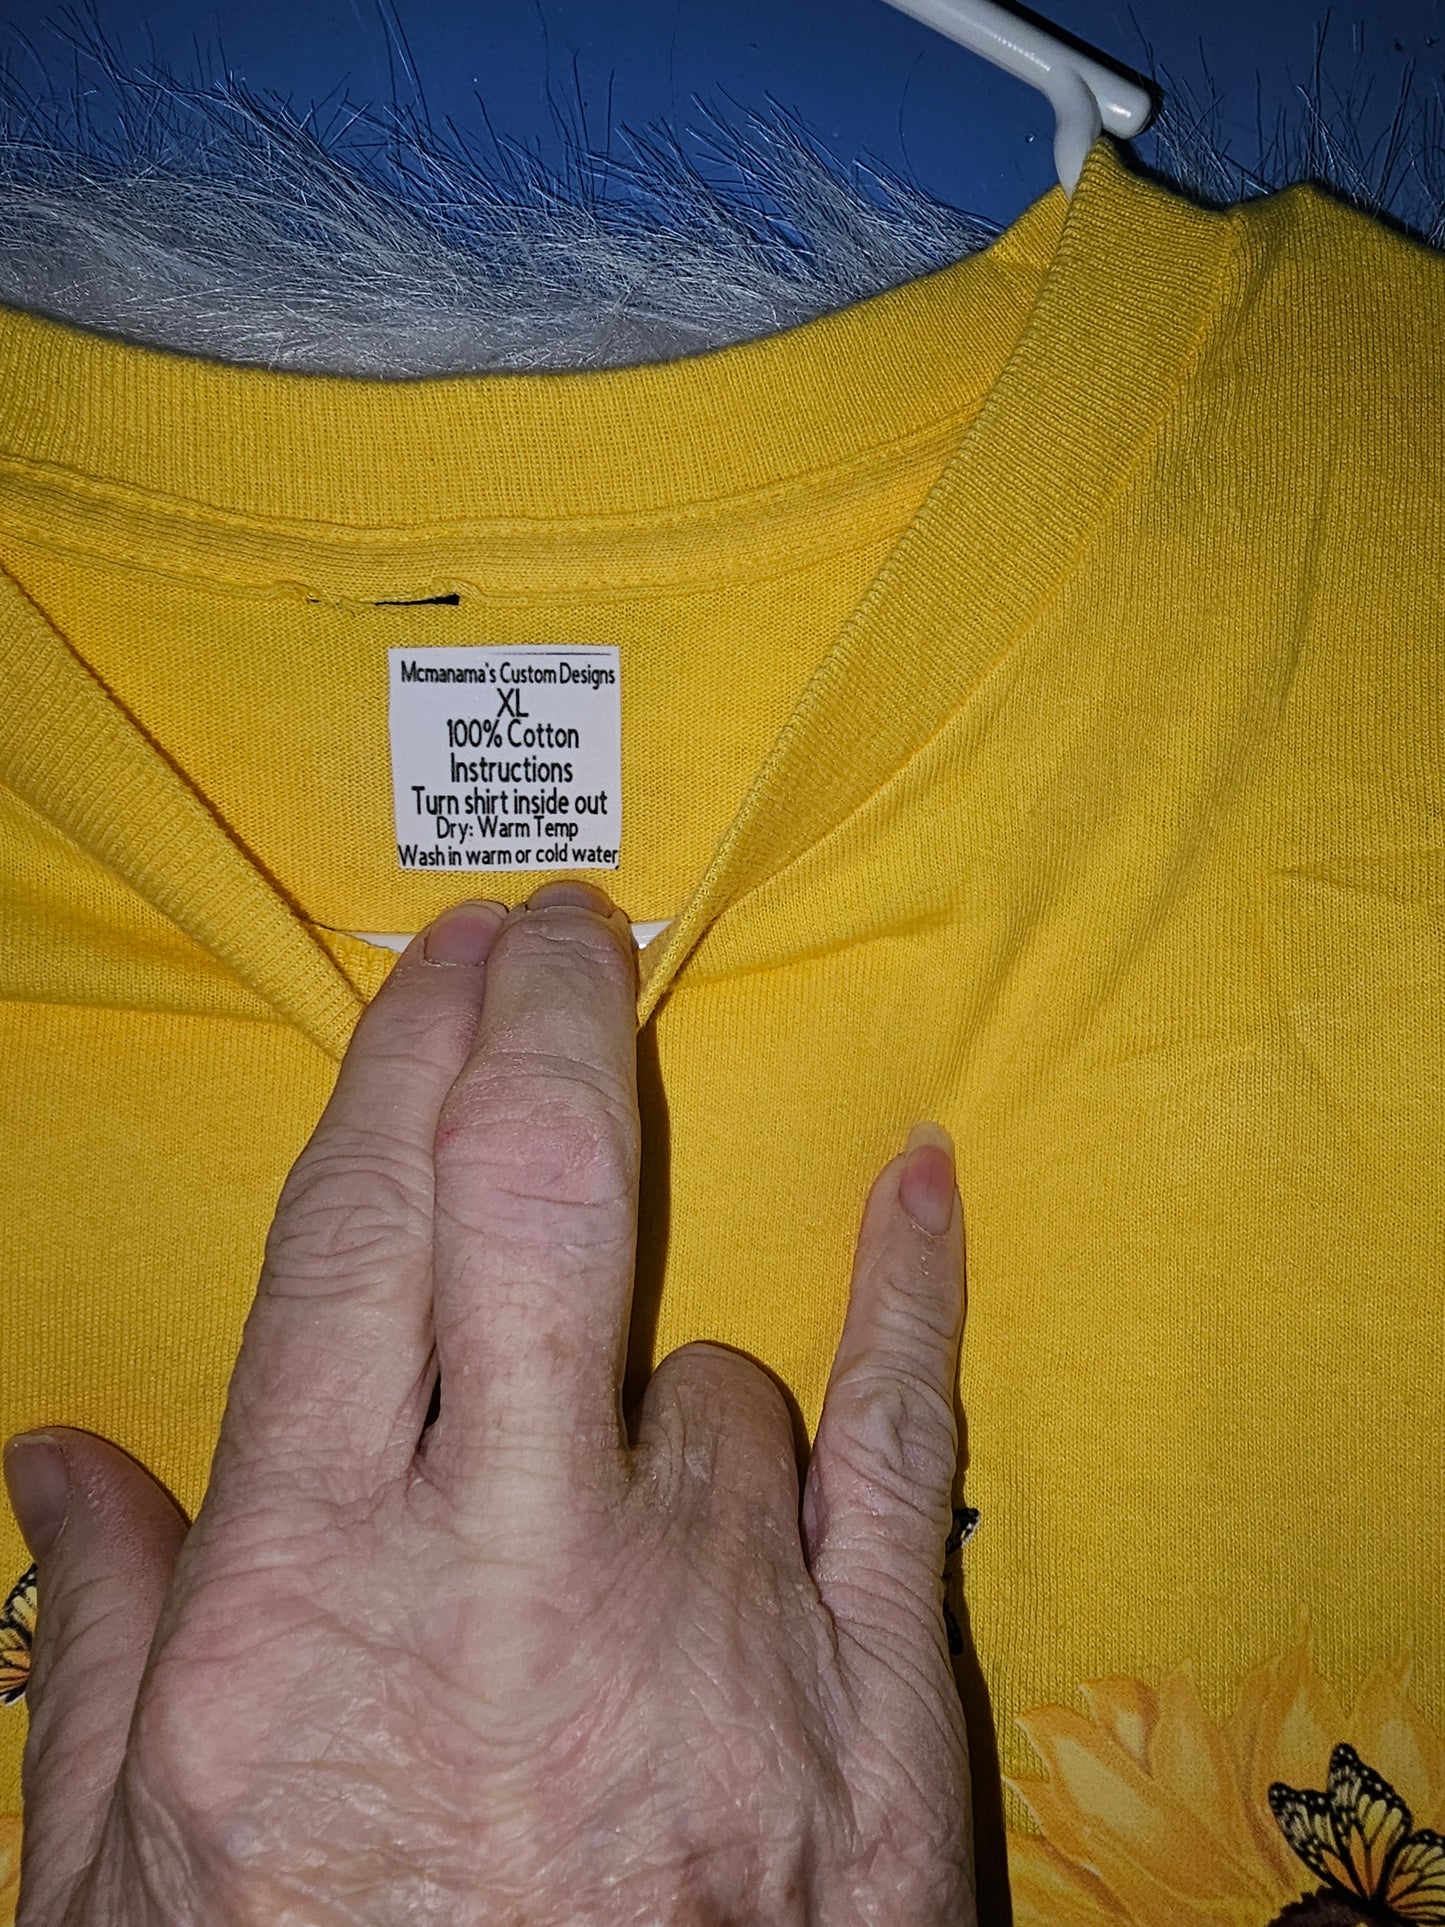 Mcmanama's Custom Designs
XL
100% Cotton
Instructions
Turn shirt inside out
Dry: Warm Temp
Wash in warm or cold water